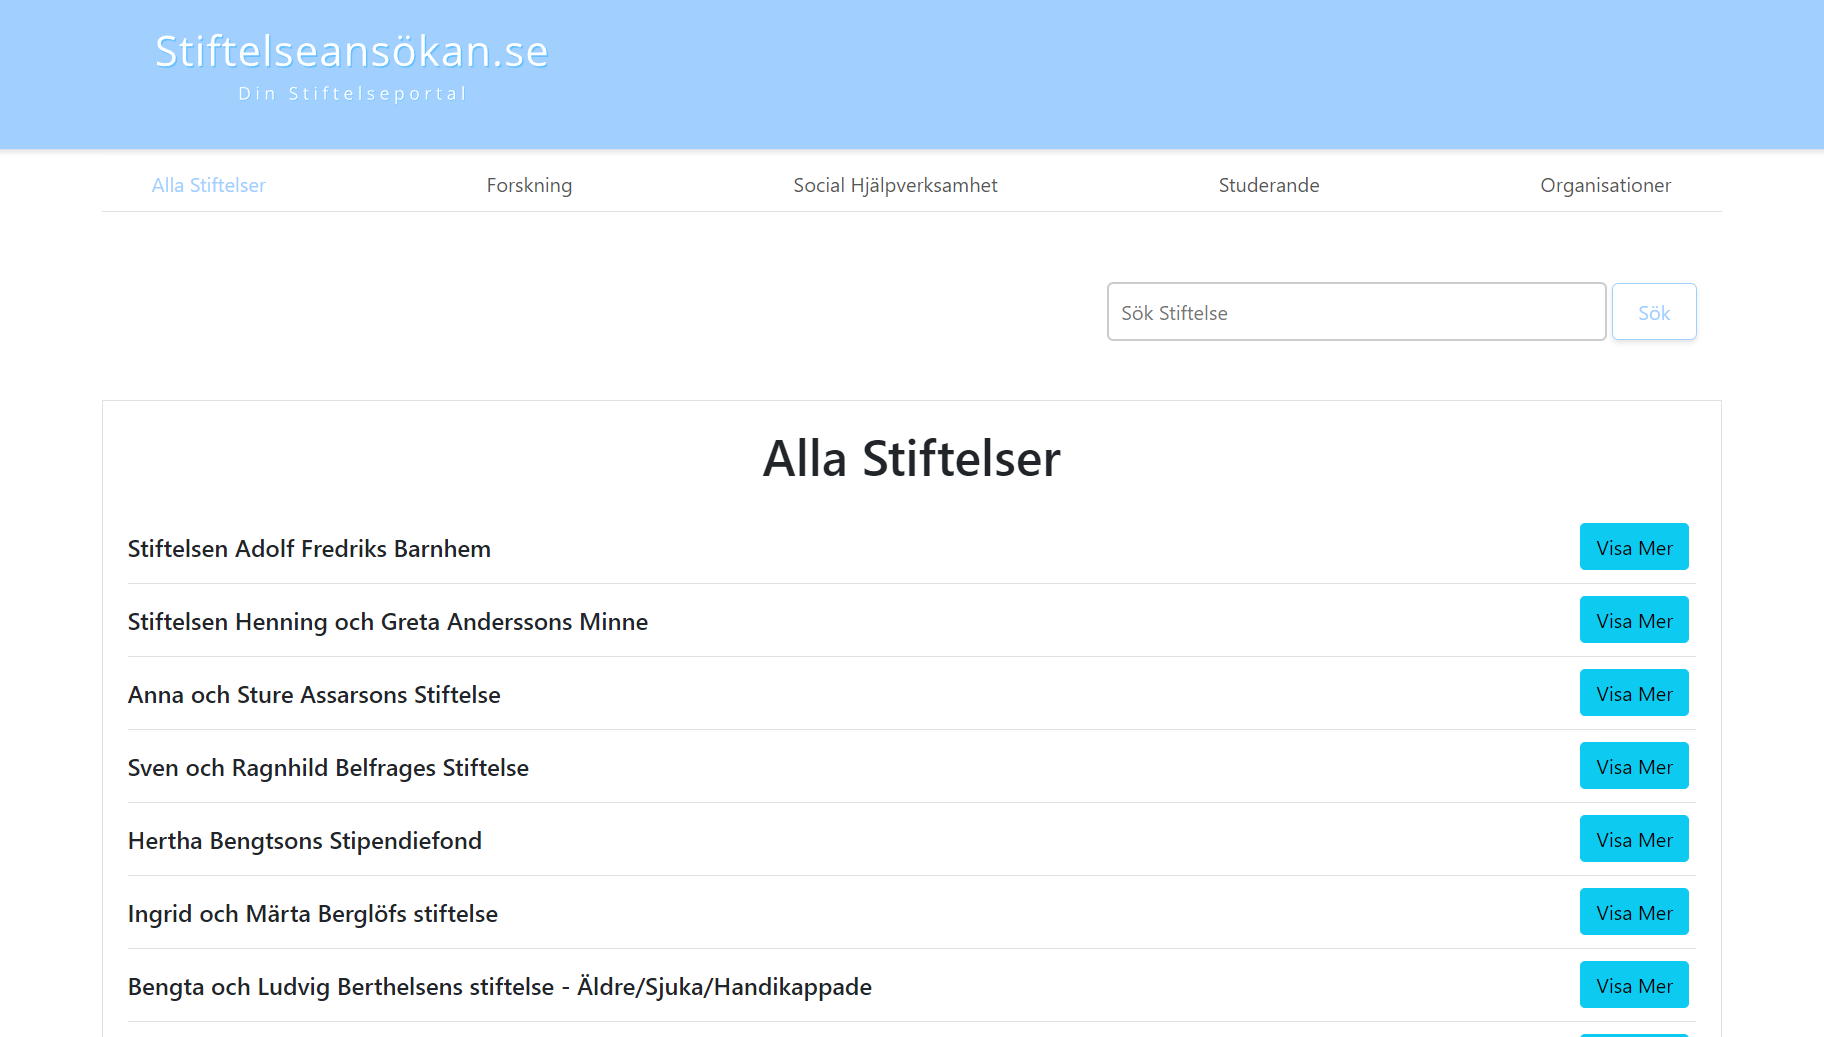 Stiftelseansökan.se
Din Stiftelseportal
Alla Stiftelser Forskning Social Hjälpverksamhet Studerande Organisationer
Sök Stiftelse Sök
Alla Stiftelser
Stiftelsen Adolf Fredriks Barnhem Visa Mer
Stiftelsen Henning och Greta Anderssons Minne Visa Mer
Anna och Sture Assarsons Stiftelse Visa Mer
Sven och Ragnhild Belfrages Stiftelse Visa Mer
Hertha Bengtsons Stipendiefond Visa Mer
Ingrid och Märta Berglöfs stiftelse Visa Mer
Bengta och Ludvig Berthelsens stiftelse - Äldre/Sjuka/Handikappade Visa Mer